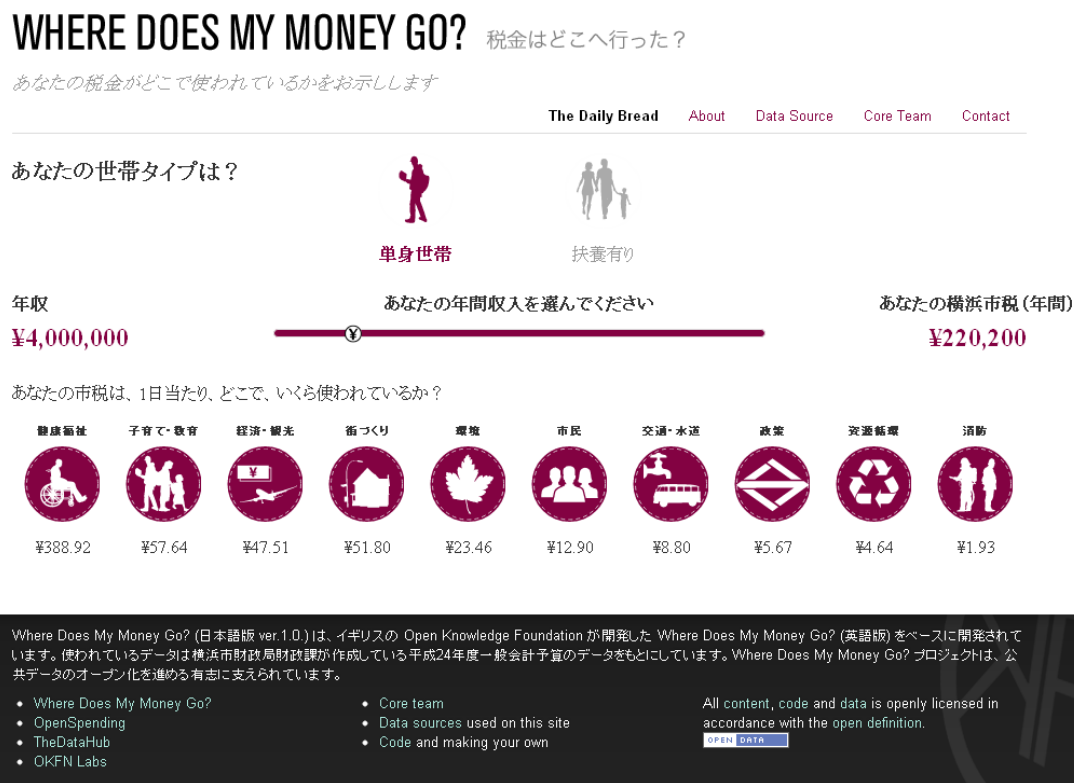 WHERE DOES MY MONEY GO? 税金はどこへ行った？
あなたの税金がどこで使われているかをお示しします
The Daily Bread About Data Source Core Team Contact
あなたの世帯タイプは？
単身世帯 扶養有り
年収 あなたの年間収入を選んでください あなたの横浜市税（年間）
¥4,000,000 ¥ ¥220,200
あなたの市税は、1日当たり、どこで、いくら使われているか？
健康福祉 子育て・教育 経済・観光 街づくり 環境 市民 交通・水道 政策 資源循環 消防
¥
¥388.92 ¥57.64 ¥47.51 ¥51.80 ¥23.46 ¥12.90 ¥8.80 ¥5.67 ¥4.64 ¥1.93
Where Does My Money Go? (日本語版 ver.1.0.) は、イギリスの Open Knowledge Foundation が開発した Where Does My Money Go? (英語版) をベースに開発されて
います。使われているデータは横浜市財政局財政課が作成している平成24年度一般会計予算のデータをもとにしています。Where Does My Money Go? プロジェクトは、公
共データのオープン化を進める有志に支えられています。
Where Does My Money Go?
OpenSpending
TheDataHub
OKFN Labs
Core team
Data sources used on this site
Code and making your own
All content, code and data is openly licensed in
accordance with the open definition.
OPEN DATA